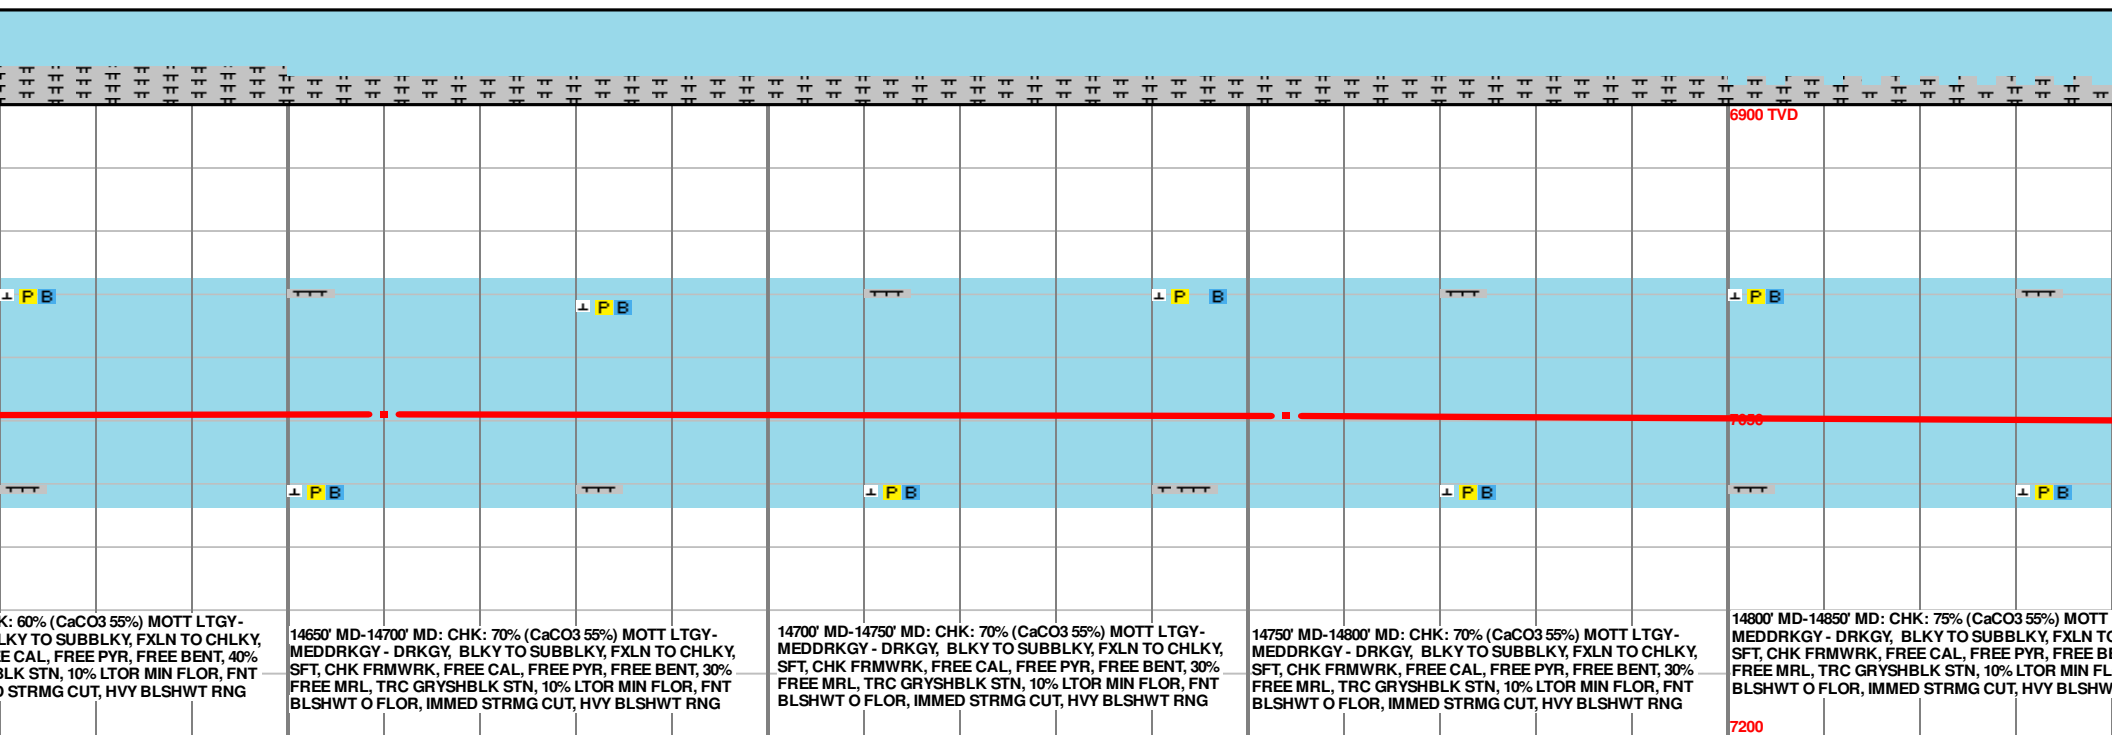 6900 TVD
P B
P B
P B
P B
7050
P B
P B
P B
P B
K: 60% (CaCO3 55%) MOTT LTGY-
LKY TO SUBBLKY, FXLN TO CHLKY,
E CAL, FREE PYR, FREE BENT, 40%
BLK STN, 10% LTOR MIN FLOR, FNT
O STRMG CUT, HVY BLSHWT RNG
14650' MD-14700' MD: CHK: 70% (CaCO3 55%) MOTT LTGY-
MEDDRKGY - DRKGY, BLKY TO SUBBLKY, FXLN TO CHLKY,
SFT, CHK FRMWRK, FREE CAL, FREE PYR, FREE BENT, 30%
FREE MRL, TRC GRYSHBLK STN, 10% LTOR MIN FLOR, FNT
BLSHWT O FLOR, IMMED STRMG CUT, HVY BLSHWT RNG
14700' MD-14750' MD: CHK: 70% (CaCO3 55%) MOTT LTGY-
MEDDRKGY - DRKGY, BLKY TO SUBBLKY, FXLN TO CHLKY,
SFT, CHK FRMWRK, FREE CAL, FREE PYR, FREE BENT, 30%
FREE MRL, TRC GRYSHBLK STN, 10% LTOR MIN FLOR, FNT
BLSHWT O FLOR, IMMED STRMG CUT, HVY BLSHWT RNG
14750' MD-14800' MD: CHK: 70% (CaCO3 55%) MOTT LTGY-
MEDDRKGY - DRKGY, BLKY TO SUBBLKY, FXLN TO CHLKY,
SFT, CHK FRMWRK, FREE CAL, FREE PYR, FREE BENT, 30%
FREE MRL, TRC GRYSHBLK STN, 10% LTOR MIN FLOR, FNT
BLSHWT O FLOR, IMMED STRMG CUT, HVY BLSHWT RNG
14800' MD-14850' MD: CHK: 75% (CaCO3 55%) MOTT
MEDDRKGY - DRKGY, BLKY TO SUBBLKY, FXLN TO
SFT, CHK FRMWRK, FREE CAL, FREE PYR, FREE BE
FREE MRL, TRC GRYSHBLK STN, 10% LTOR MIN FL
BLSHWT O FLOR, IMMED STRMG CUT, HVY BLSHW
7200